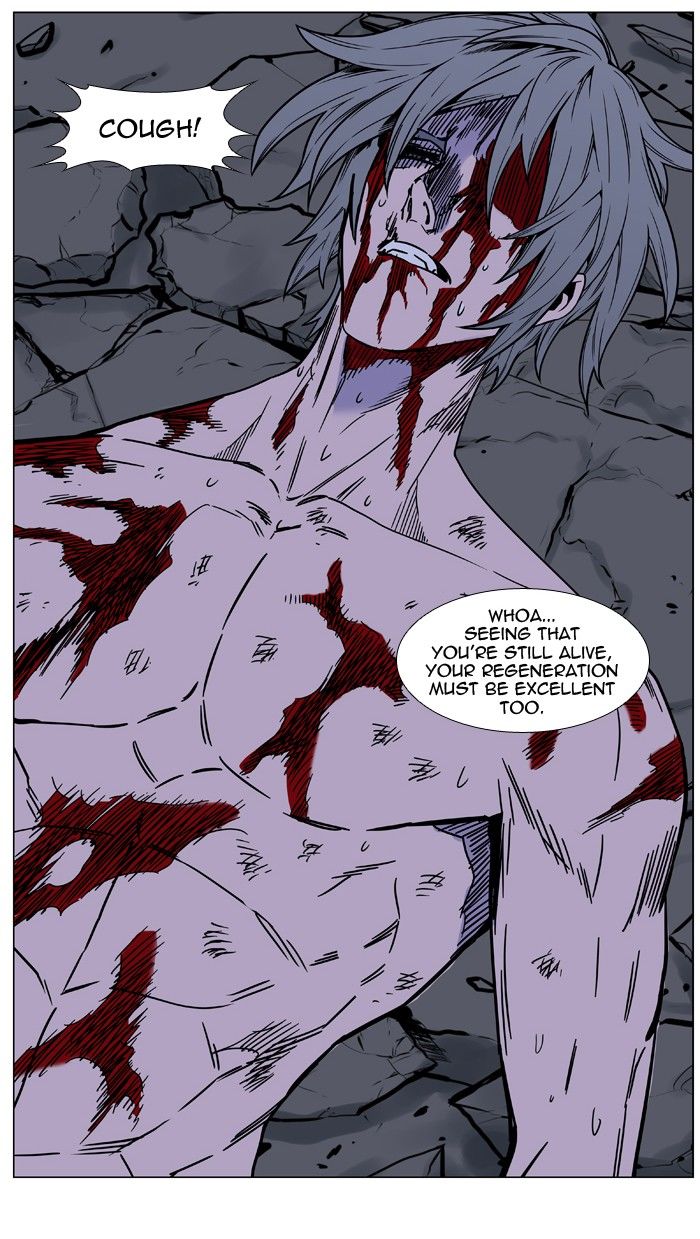 COUGH!
WHOA...
SEEING THAT
YOU'RE STILL ALIVE,
YOUR REGENERATION
MUST BE EXCELLENT
TOO.